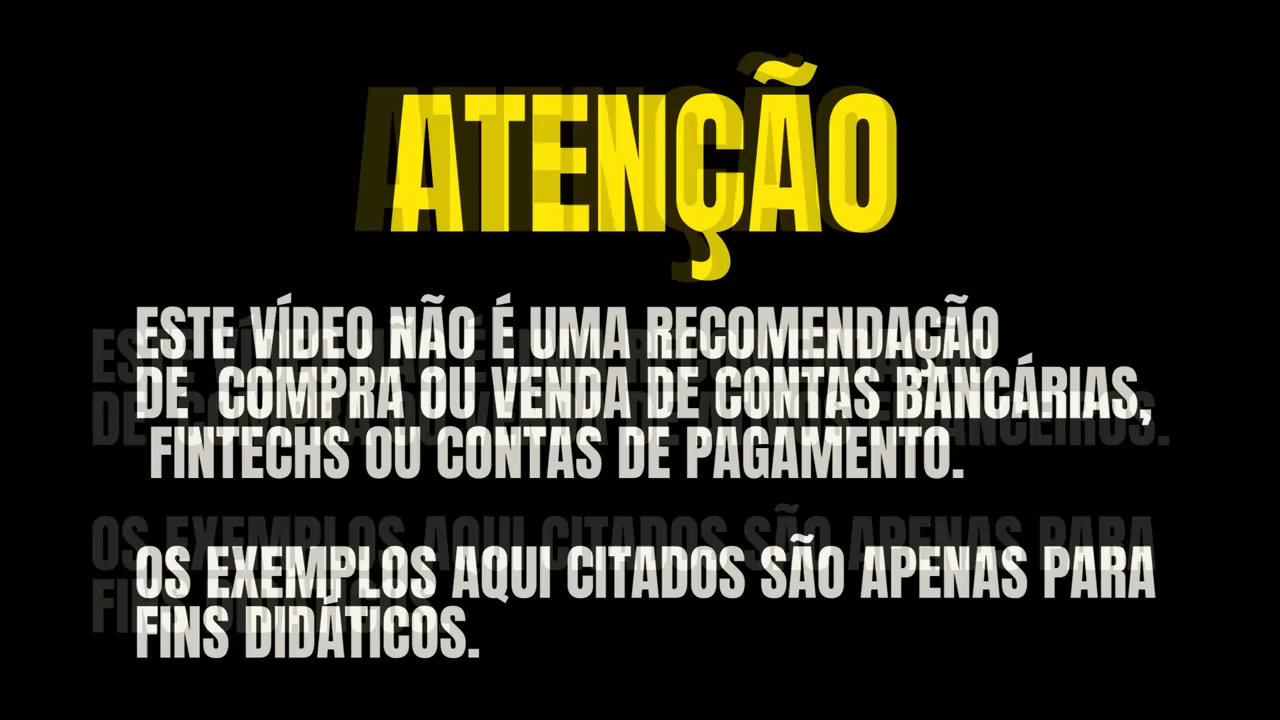 ATENÇÃO
ESTE VÍDEO NÃO É UMA RECOMENDAÇÃO
DE COMPRA OU VENDA DE CONTAS BANCÁRIAS,
FINTECHS OU CONTAS DE PAGAMENTO.
OS EXEMPLOS AQUI CITADOS SÃO APENAS PARA
FINS DIDÁTICOS.